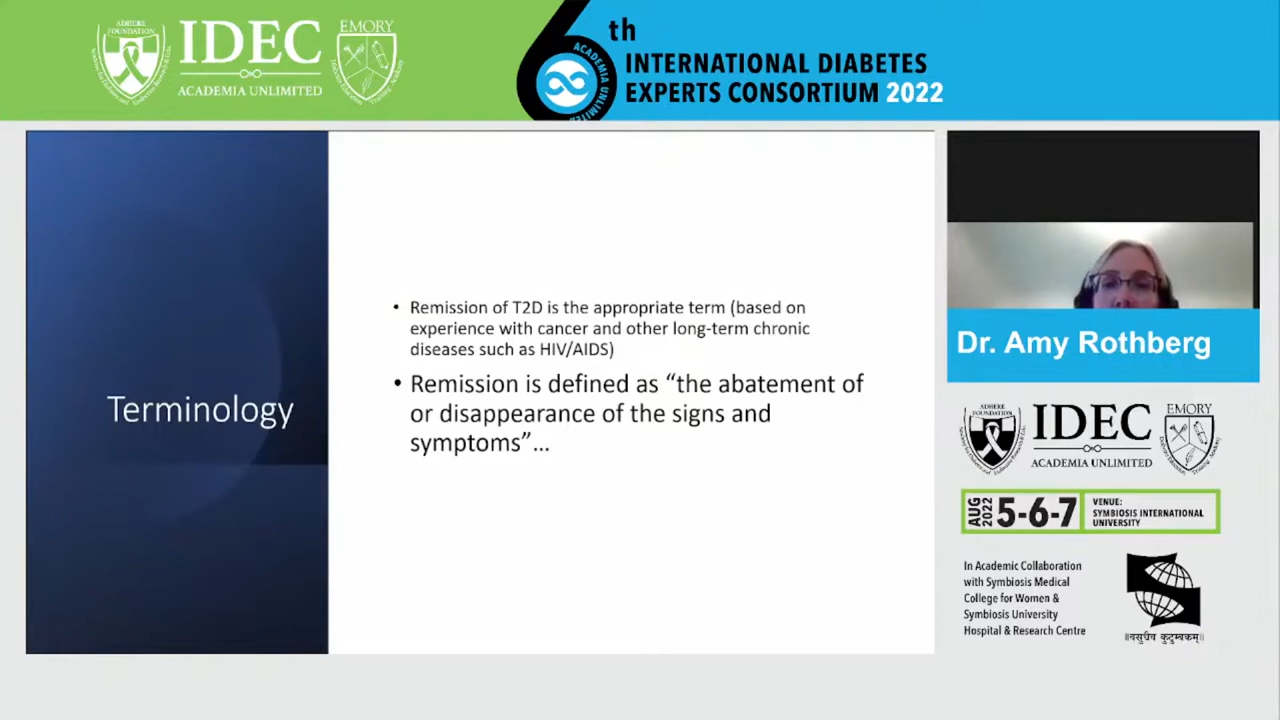 ADHERE
FOUNDATION
IDEC
ACADEMIA UNLIMITED
EMORY
6th
ACADEMIA UNLIMITED
INTERNATIONAL DIABETES
EXPERTS CONSORTIUM 2022
Terminology
• Remission of T2D is the appropriate term (based on
experience with cancer and other long-term chronic
diseases such as HIV/AIDS)
• Remission is defined as “the abatement of
or disappearance of the signs and
symptoms”...
Dr. Amy Rothberg
ADHERE
FOUNDATION
IDEC
ACADEMIA UNLIMITED
EMORY
AUG
2022
5-6-7
VENUE:
SYMBIOSIS INTERNATIONAL
UNIVERSITY
In Academic Collaboration
with Symbiosis Medical
College for Women &
Symbiosis University
Hospital & Research Centre
॥वसुधैव कुटुम्बकम्॥